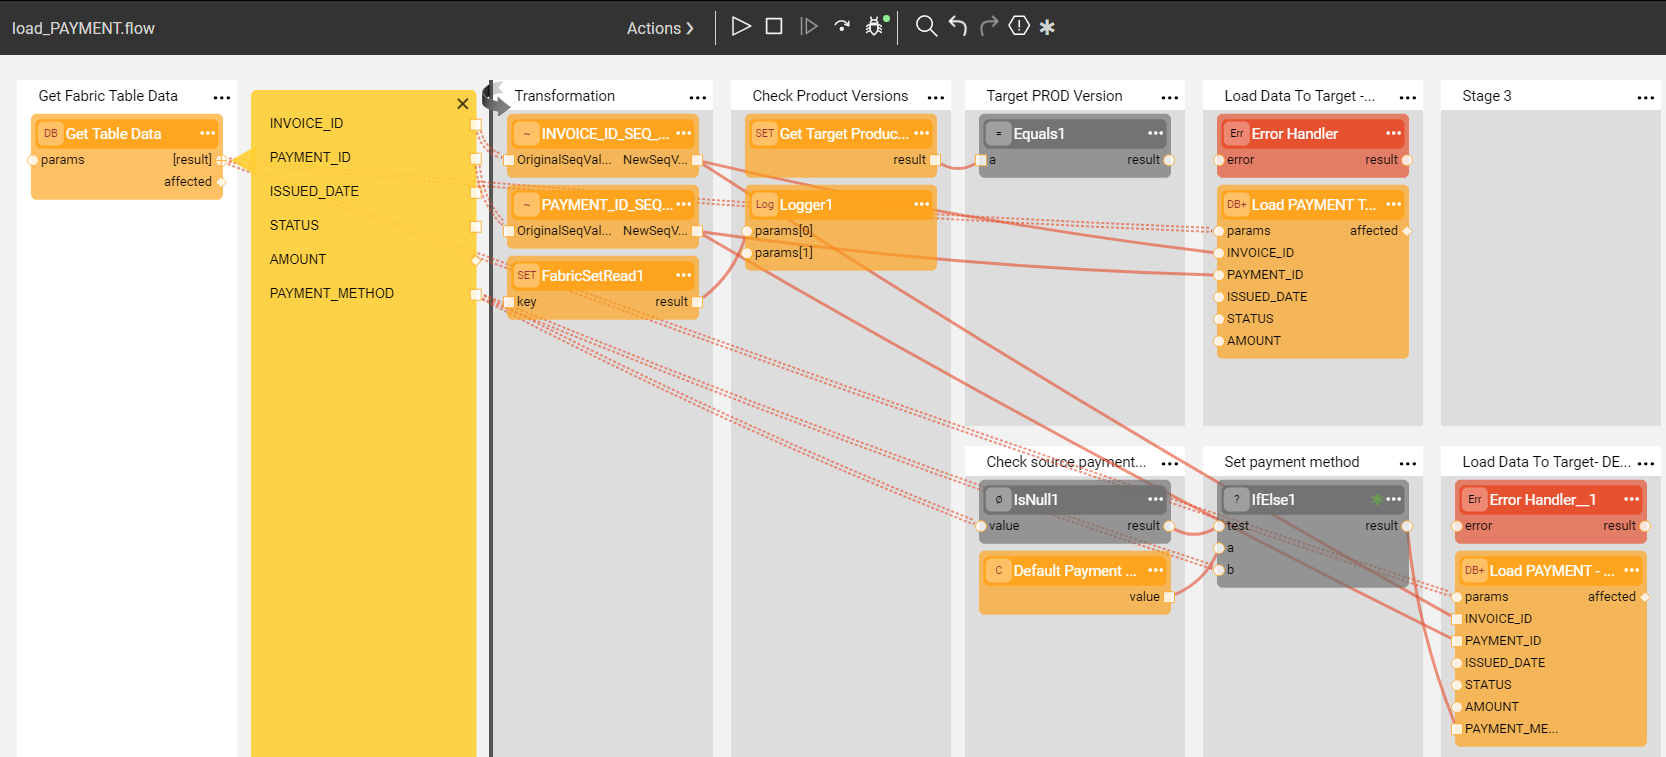 load_PAYMENT.flow
Actions
Get Fabric Table Data
DB Get Table Data
params [result]
affected
INVOICE_ID
PAYMENT_ID
ISSUED_DATE
STATUS
AMOUNT
PAYMENT_METHOD
Transformation
~ INVOICE_ID_SEQ_...
OriginalSeqVal... NewSeqV...
~ PAYMENT_ID_SEQ...
OriginalSeqVal... NewSeqV...
SET FabricSetRead1
key result
Check Product Versions
SET Get Target Produc...
result
Log Logger1
params[0]
params[1]
Target PROD Version
= Equals1
a result
Load Data To Target -...
Err Error Handler
error result
DB+ Load PAYMENT T...
params affected
INVOICE_ID
PAYMENT_ID
ISSUED_DATE
STATUS
AMOUNT
Stage 3
Check source payment...
Ø IsNull1
value result
C Default Payment ...
value
Set payment method
? IfElse1
test result
a
b
Load Data To Target- DE...
Err Error Handler__1
error result
DB+ Load PAYMENT - ...
params affected
INVOICE_ID
PAYMENT_ID
ISSUED_DATE
STATUS
AMOUNT
PAYMENT_ME...